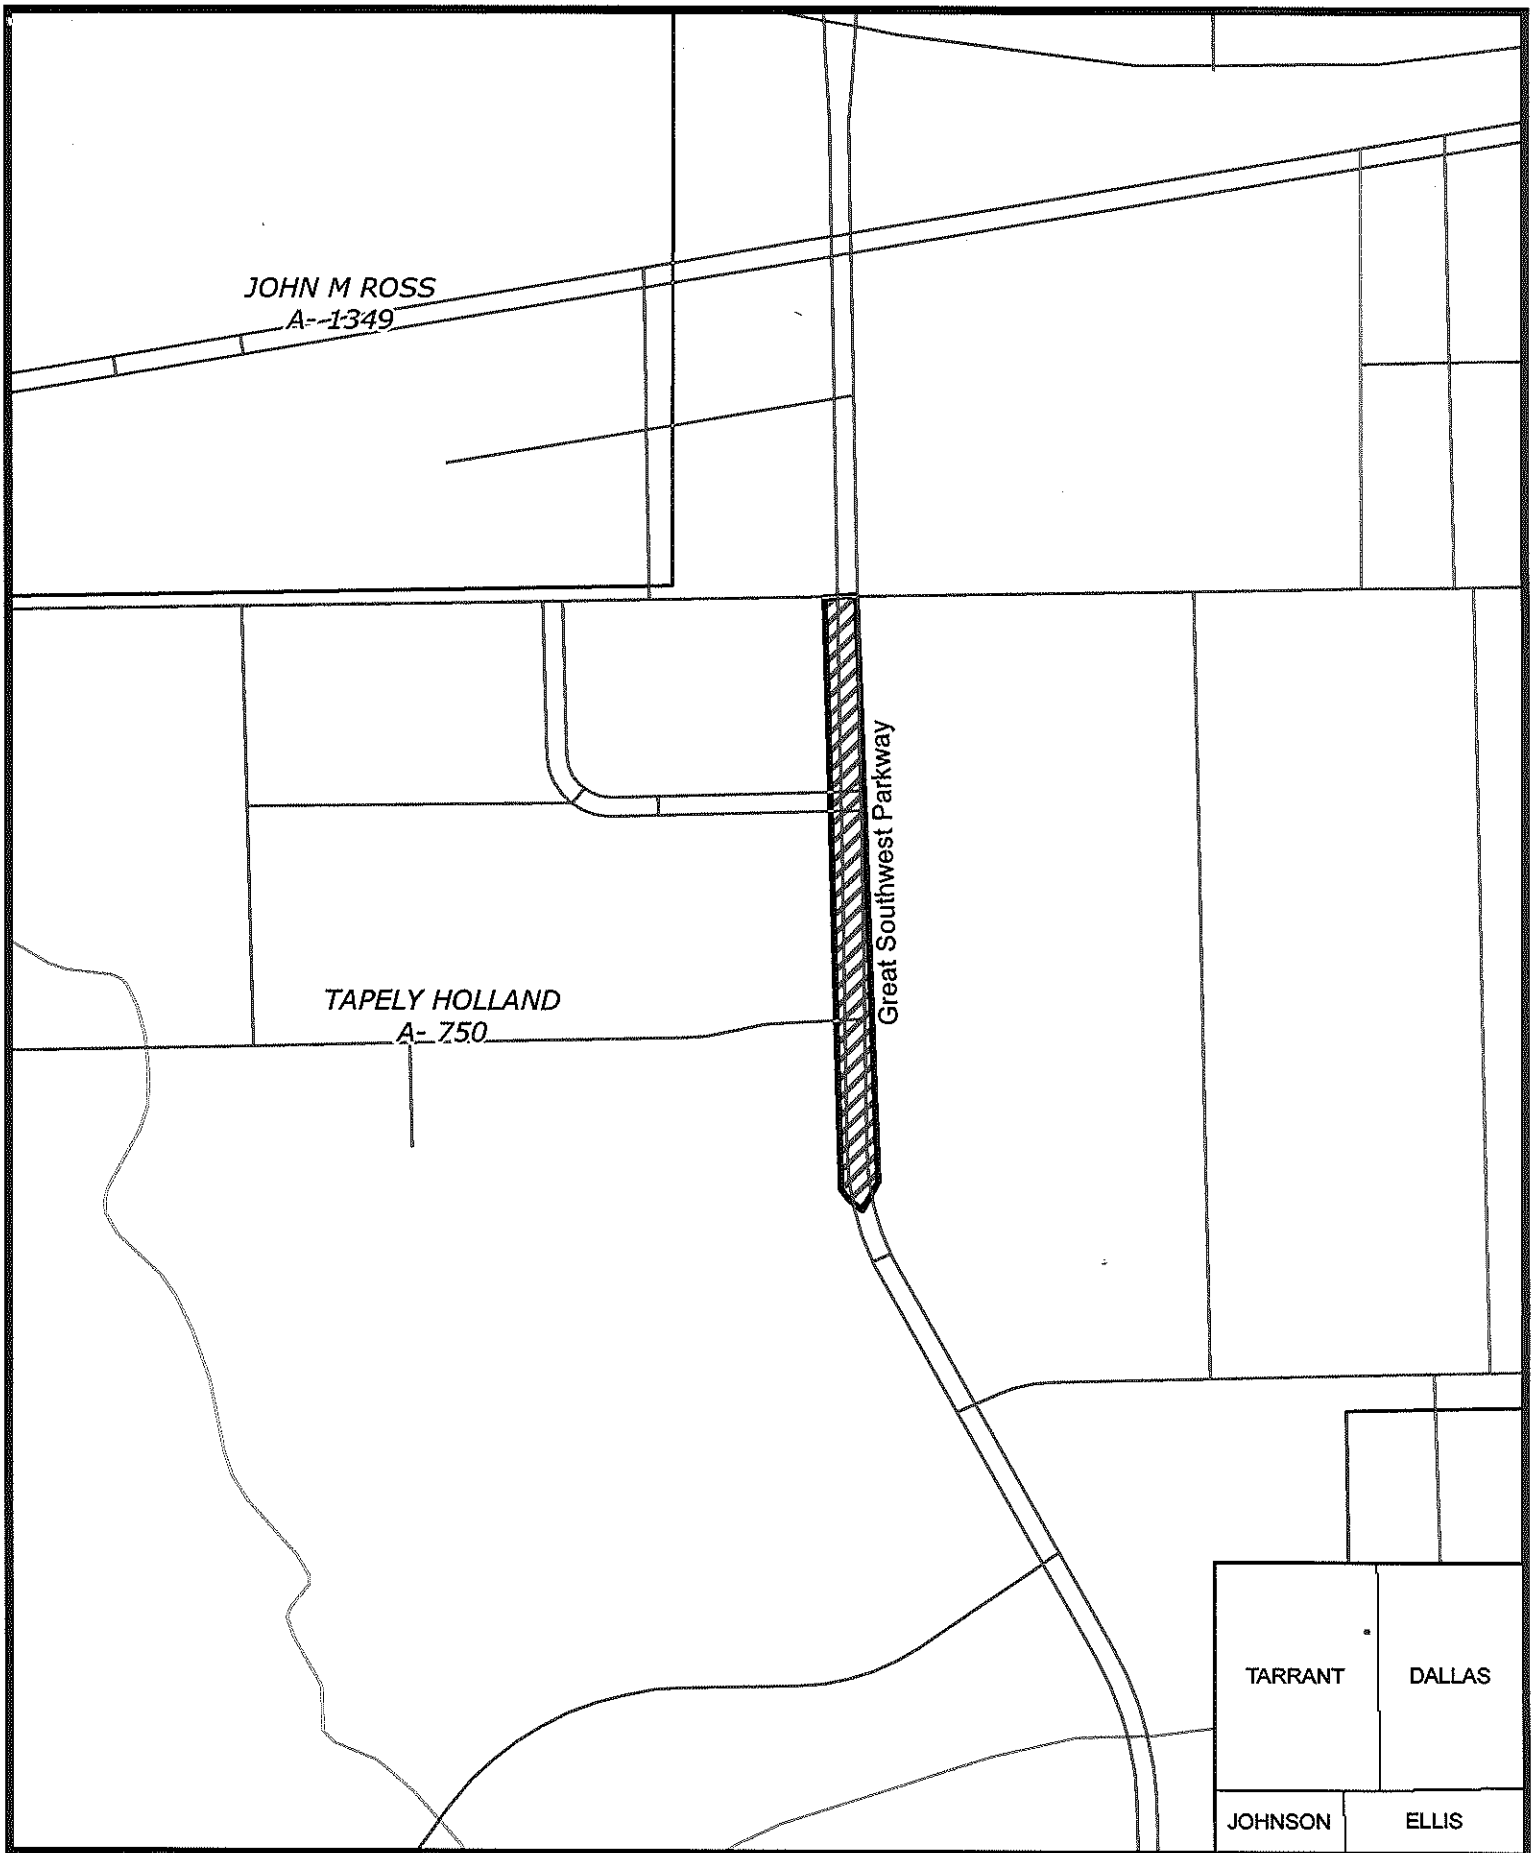 JOHN M ROSS
A- 1349
Great Southwest Parkway
TAPELY HOLLAND
A- 750
TARRANT
DALLAS
JOHNSON
ELLIS